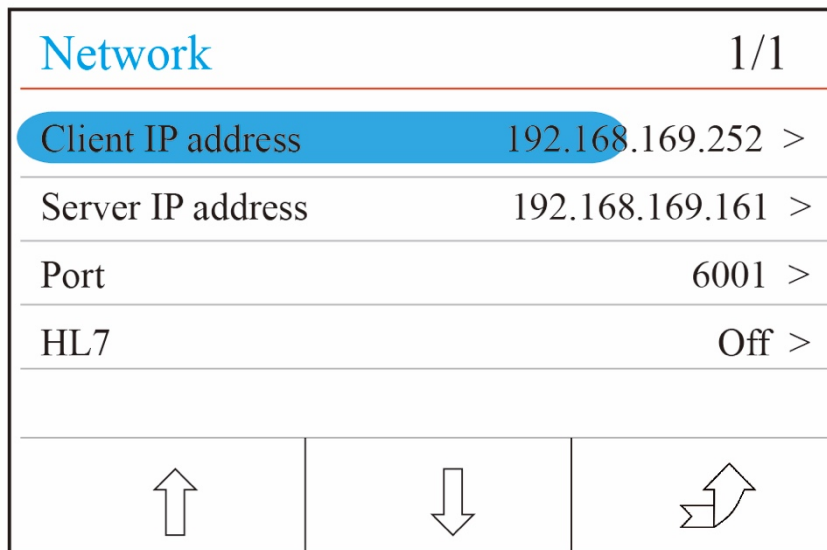 Network 1/1
Client IP address 192.168.169.252 >
Server IP address 192.168.169.161 >
Port 6001 >
HL7 Off >